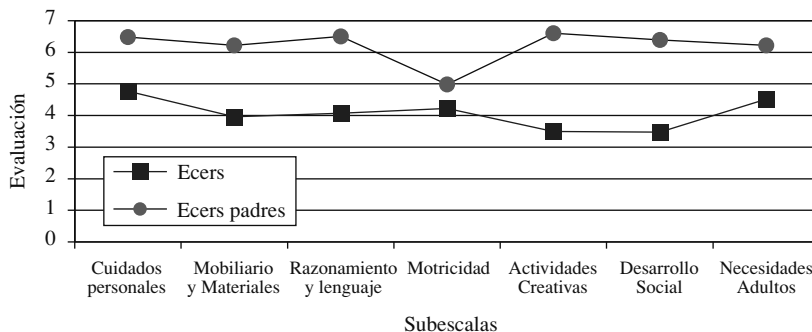 7
6
5
4
3
2
1
0
Evaluación
Ecers
Ecers padres
Cuidados personales
Mobiliario y Materiales
Razonamiento y lenguaje
Motricidad
Actividades Creativas
Desarrollo Social
Necesidades Adultos
Subescalas